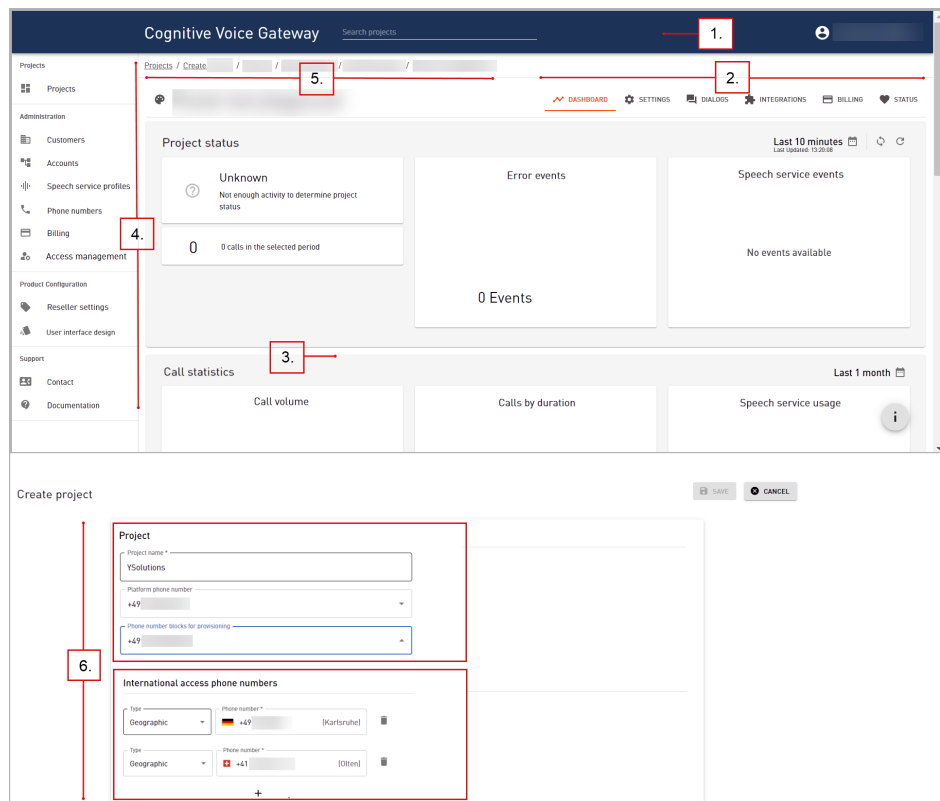 Cognitive Voice Gateway Search projects 1.
Projects
Projects / Create / / / /
5.
2.
Projects
DASHBOARD SETTINGS DIALOGS INTEGRATIONS BILLING STATUS
Administration
Customers
Accounts
Speech service profiles
Phone numbers
Billing
Access management
4.
Product Configuration
Reseller settings
User interface design
Support
Contact
Documentation
Project status
Last 10 minutes
Last Updated: 13:20:08
Unknown
Not enough activity to determine project
status
0 0 calls in the selected period
Error events
0 Events
Speech service events
No events available
3.
Call statistics
Last 1 month
Call volume
Calls by duration
Speech service usage
i
Create project
SAVE CANCEL
6.
Project
Project name *
YSolutions
Platform phone number
+49
Phone number blocks for provisioning
+49
International access phone numbers
Type Phone number *
Geographic +49 (Karlsruhe)
Type Phone number *
Geographic +41 (Olten)
+